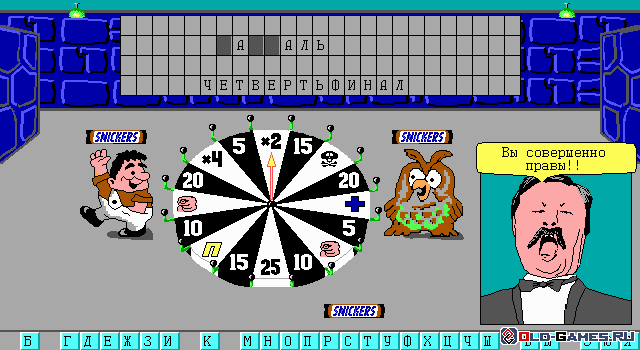 А АЛЬ
ЧЕТВЕРТЬФИНАЛ
SNICKERS
SNICKERS
Вы совершенно
правы!!
×4
5
×2
15
20
20
10
5
П
15
25
10
SNICKERS
Б ГДЕЖЗИ К МНОПРСТУФХЦЧШ
OLD-GAMES.RU